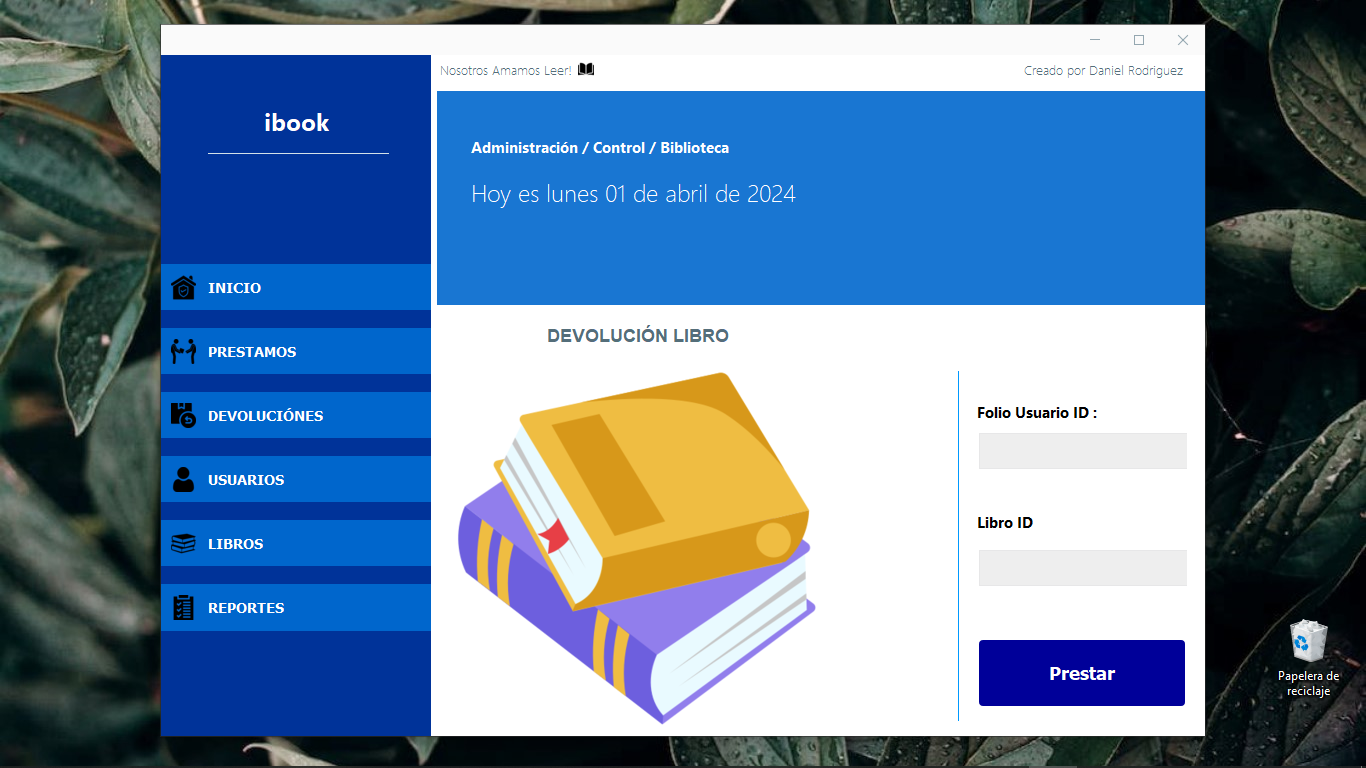 Nosotros Amamos Leer!
Creado por Daniel Rodriguez
ibook
Administración / Control / Biblioteca
Hoy es lunes 01 de abril de 2024
INICIO
PRESTAMOS
DEVOLUCIÓNES
USUARIOS
LIBROS
REPORTES
DEVOLUCIÓN LIBRO
Folio Usuario ID :
Libro ID
Prestar
Papelera de
reciclaje